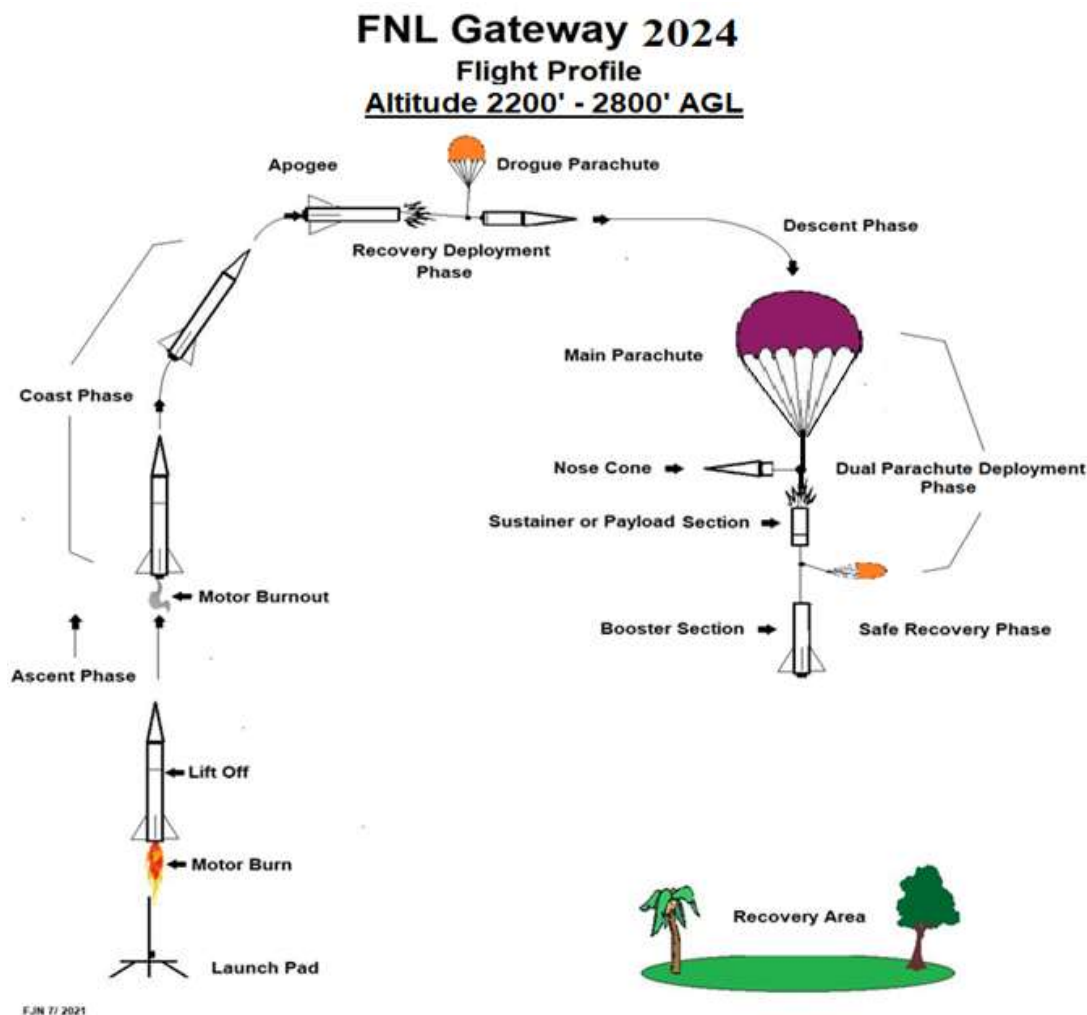 FNL Gateway 2024
Flight Profile
Altitude 2200' - 2800' AGL
Apogee
Drogue Parachute
Recovery Deployment
Phase
Descent Phase
Main Parachute
Coast Phase
Nose Cone
Dual Parachute Deployment
Phase
Sustainer or Payload Section
Motor Burnout
Booster Section
Safe Recovery Phase
Ascent Phase
Lift Off
Motor Burn
Recovery Area
Launch Pad
FJN 7/ 2021